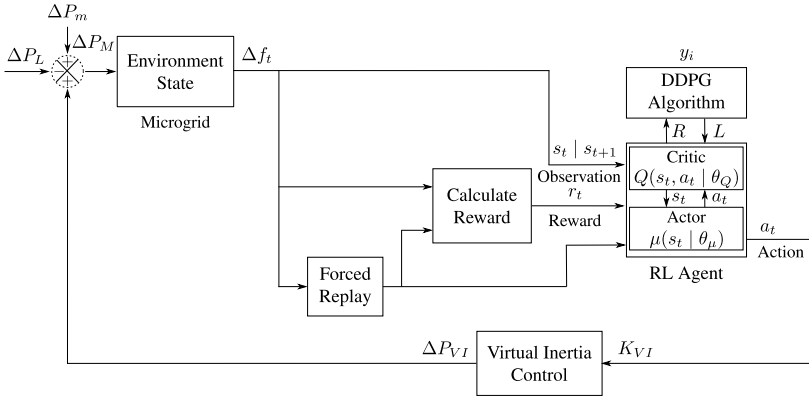 ΔP_m
ΔP_L
ΔP_M
+
+
Environment
State
Microgrid
Δf_t
y_i
DDPG
Algorithm
R
L
s_t | s_{t+1}
Observation
r_t
Reward
Calculate
Reward
Critic
Q(s_t, a_t | θ_Q)
s_t
a_t
Actor
μ(s_t | θ_μ)
RL Agent
a_t
Action
Forced
Replay
ΔP_{VI}
Virtual Inertia
Control
K_{VI}